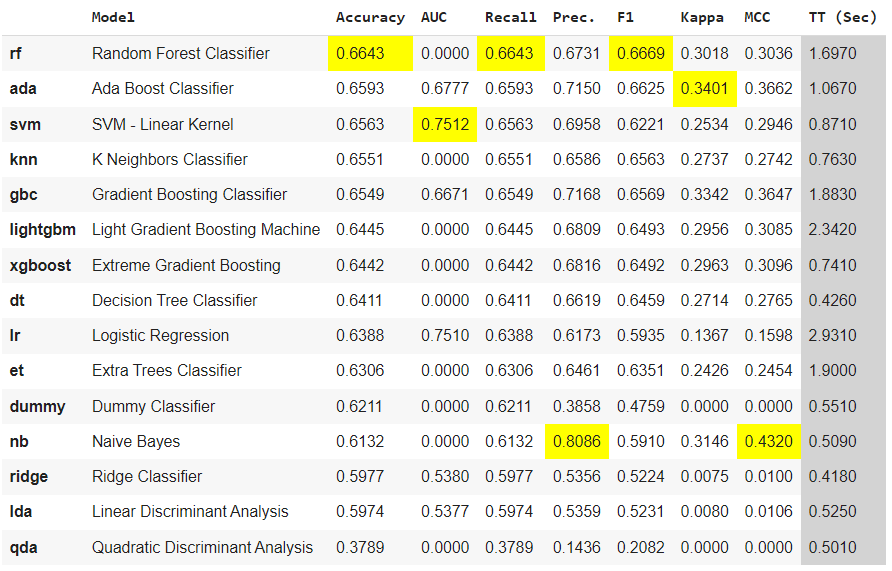 Model Accuracy AUC Recall Prec. F1 Kappa MCC TT (Sec)
rf Random Forest Classifier 0.6643 0.0000 0.6643 0.6731 0.6669 0.3018 0.3036 1.6970
ada Ada Boost Classifier 0.6593 0.6777 0.6593 0.7150 0.6625 0.3401 0.3662 1.0670
svm SVM - Linear Kernel 0.6563 0.7512 0.6563 0.6958 0.6221 0.2534 0.2946 0.8710
knn K Neighbors Classifier 0.6551 0.0000 0.6551 0.6586 0.6563 0.2737 0.2742 0.7630
gbc Gradient Boosting Classifier 0.6549 0.6671 0.6549 0.7168 0.6569 0.3342 0.3647 1.8830
lightgbm Light Gradient Boosting Machine 0.6445 0.0000 0.6445 0.6809 0.6493 0.2956 0.3085 2.3420
xgboost Extreme Gradient Boosting 0.6442 0.0000 0.6442 0.6816 0.6492 0.2963 0.3096 0.7410
dt Decision Tree Classifier 0.6411 0.0000 0.6411 0.6619 0.6459 0.2714 0.2765 0.4260
lr Logistic Regression 0.6388 0.7510 0.6388 0.6173 0.5935 0.1367 0.1598 2.9310
et Extra Trees Classifier 0.6306 0.0000 0.6306 0.6461 0.6351 0.2426 0.2454 1.9000
dummy Dummy Classifier 0.6211 0.0000 0.6211 0.3858 0.4759 0.0000 0.0000 0.5510
nb Naive Bayes 0.6132 0.0000 0.6132 0.8086 0.5910 0.3146 0.4320 0.5090
ridge Ridge Classifier 0.5977 0.5380 0.5977 0.5356 0.5224 0.0075 0.0100 0.4180
lda Linear Discriminant Analysis 0.5974 0.5377 0.5974 0.5359 0.5231 0.0080 0.0106 0.5250
qda Quadratic Discriminant Analysis 0.3789 0.0000 0.3789 0.1436 0.2082 0.0000 0.0000 0.5010